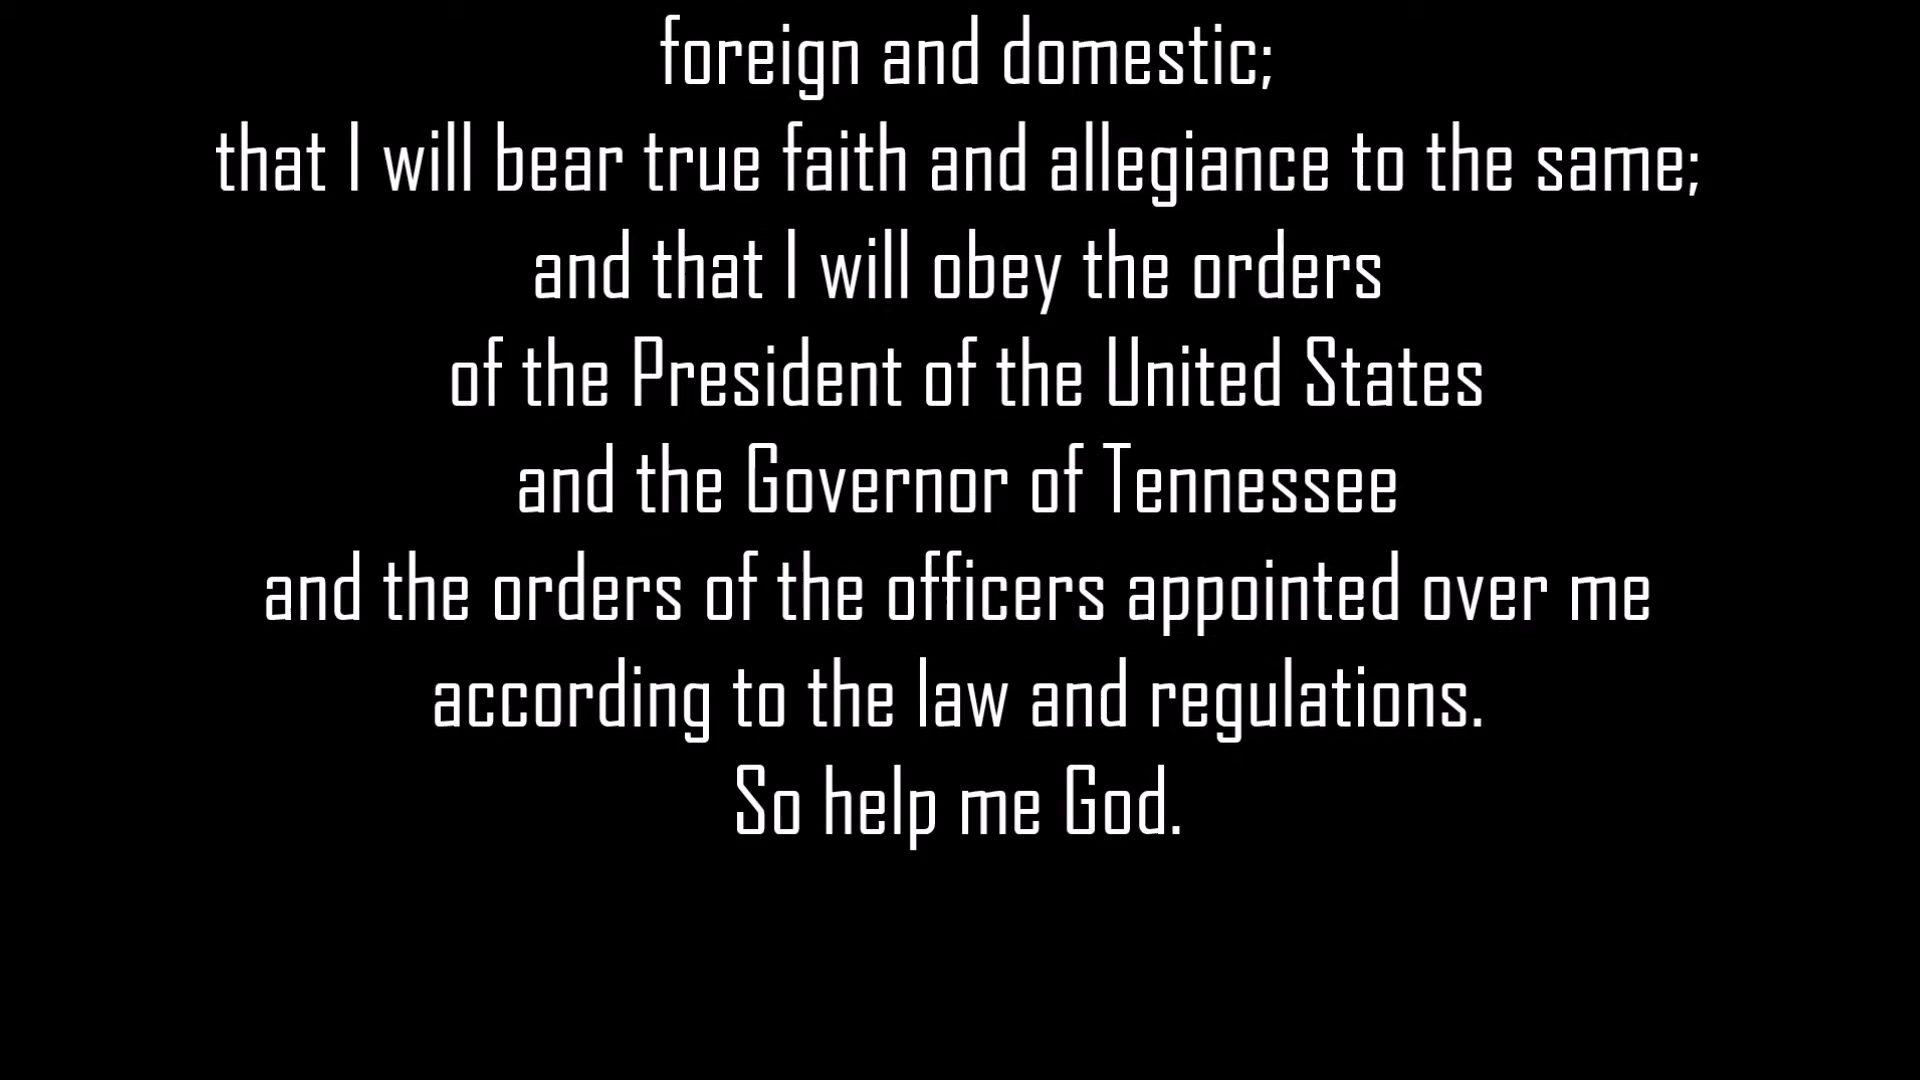 foreign and domestic;
that I will bear true faith and allegiance to the same;
and that I will obey the orders
of the President of the United States
and the Governor of Tennessee
and the orders of the officers appointed over me
according to the law and regulations.
So help me God.